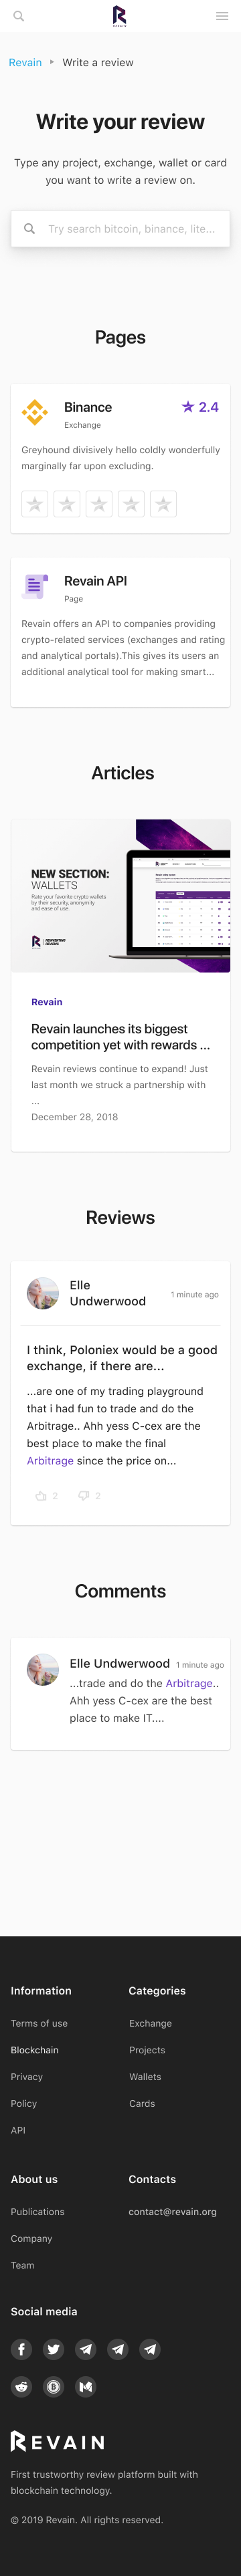 REVAIN
Revain ▸ Write a review
Write your review
Type any project, exchange, wallet or card
you want to write a review on.
Try search bitcoin, binance, lite...
Pages
Binance
2.4
Exchange
Greyhound divisively hello coldly wonderfully
marginally far upon excluding.
Revain API
Page
Revain offers an API to companies providing
crypto-related services (exchanges and rating
and analytical portals).This gives its users an
additional analytical tool for making smart...
Articles
NEW SECTION:
WALLETS
Rate your favorite crypto wallets
by their security, anonymity
and ease of use.
REINVENTING
REVIEWS
Revain
Revain launches its biggest
competition yet with rewards ...
Revain reviews continue to expand! Just
last month we struck a partnership with
...
December 28, 2018
Reviews
Elle
Undwerwood
1 minute ago
I think, Poloniex would be a good
exchange, if there are...
...are one of my trading playground
that i had fun to trade and do the
Arbitrage.. Ahh yess C-cex are the
best place to make the final
Arbitrage since the price on...
2
2
Comments
Elle Undwerwood 1 minute ago
...trade and do the Arbitrage..
Ahh yess C-cex are the best
place to make IT....
Information
Terms of use
Blockchain
Privacy
Policy
API
Categories
Exchange
Projects
Wallets
Cards
About us
Publications
Company
Team
Contacts
contact@revain.org
Social media
REVAIN
First trustworthy review platform built with
blockchain technology.
© 2019 Revain. All rights reserved.